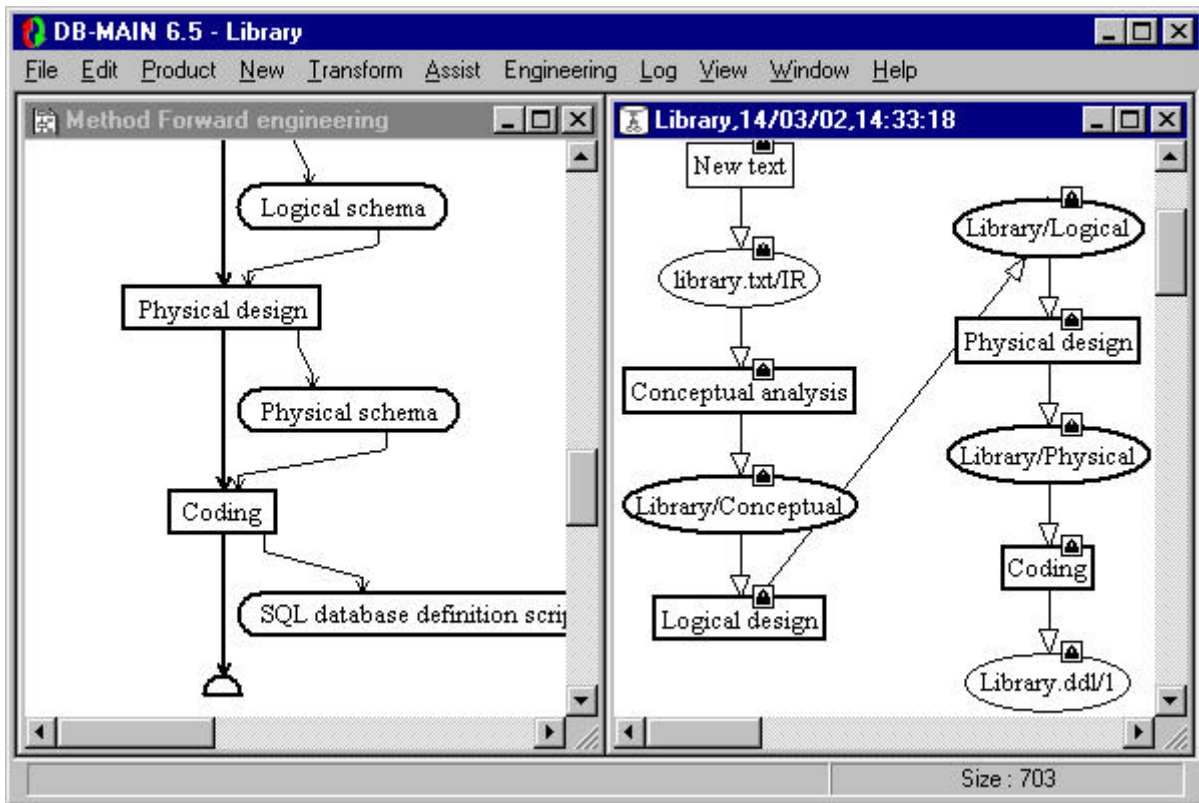 DB-MAIN 6.5 - Library
File Edit Product New Transform Assist Engineering Log View Window Help
Method Forward engineering
Logical schema
Physical design
Physical schema
Coding
SQL database definition scrip
Library,14/03/02,14:33:18
New text
library.txt/IR
Conceptual analysis
Library/Conceptual
Logical design
Library/Logical
Physical design
Library/Physical
Coding
Library.ddl/1
Size : 703